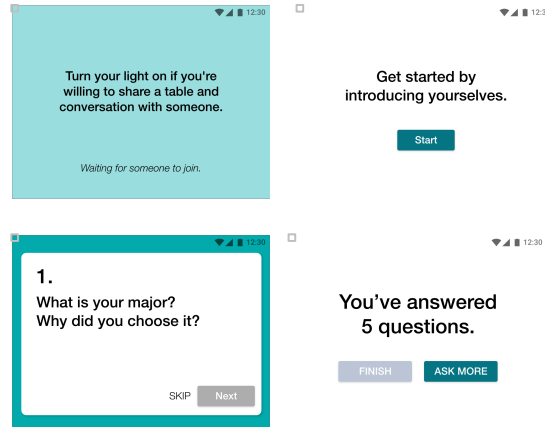 12:30
Turn your light on if you're
willing to share a table and
conversation with someone.
Waiting for someone to join.
Get started by
introducing yourselves.
Start
12:30
1.
What is your major?
Why did you choose it?
SKIP
Next
12:30
You’ve answered
5 questions.
FINISH
ASK MORE